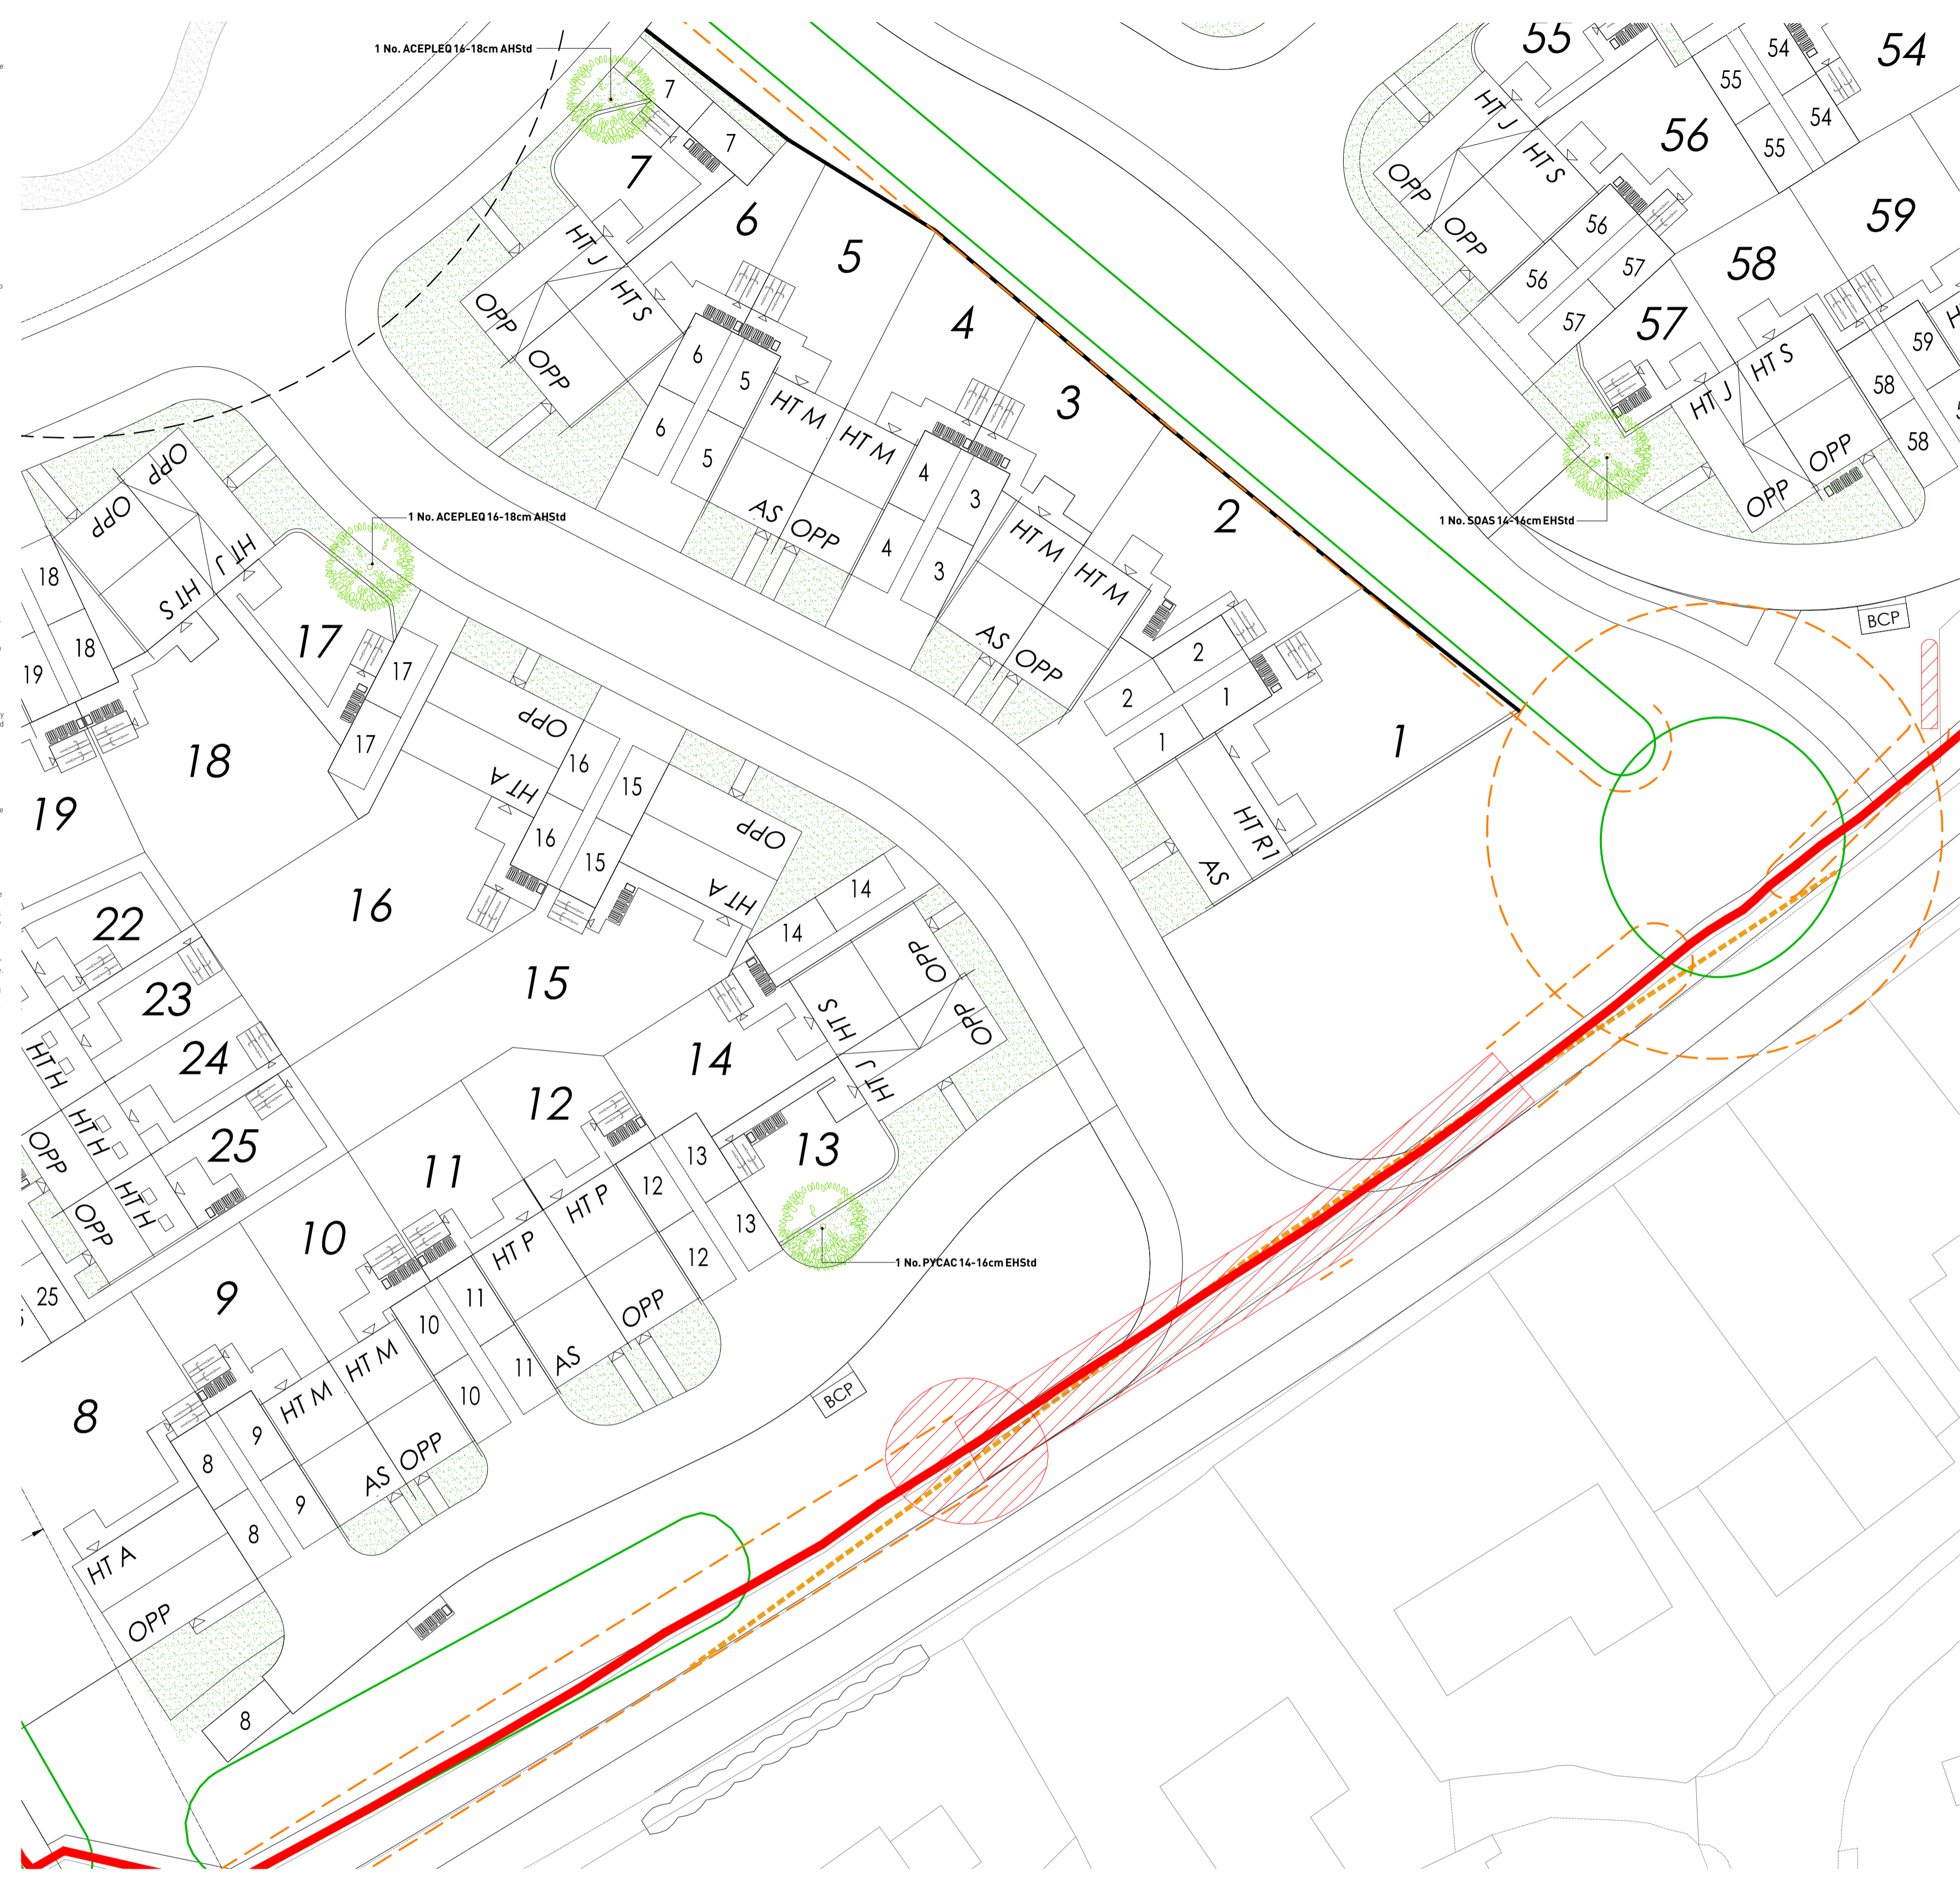 1 No. ACEPLEQ 16-18cm AHStd
55
54
54
7
55
54
7
55
56
HT J
HT S
OPP
OPP
56
56
57
57
59
58
57
59
58
58
HT J
HT S
OPP
OPP
1 No. SOAS 14-16cm EHStd
BCP
7
6
5
4
3
2
1
HT J
HT S
OPP
OPP
6
6
5
5
HT M
HT M
AS
OPP
4
4
3
3
HT M
HT M
AS
OPP
2
2
1
1
HT R1
AS
1 No. ACEPLEQ 16-18cm AHStd
OPP
OPP
HT J
HT S
18
18
19
17
17
17
18
19
OPP
HT A
16
16
15
15
OPP
HT A
16
15
14
14
OPP
OPP
HT S
HT J
14
22
23
24
25
HT H
HT H
HT H
OPP
OPP
25
13
13
13
12
12
12
11
HT P
HT P
AS
OPP
1 No. PYCAC 14-16cm EHStd
BCP
10
11
11
10
10
9
HT M
HT M
AS
OPP
9
9
8
8
8
HT A
OPP
8